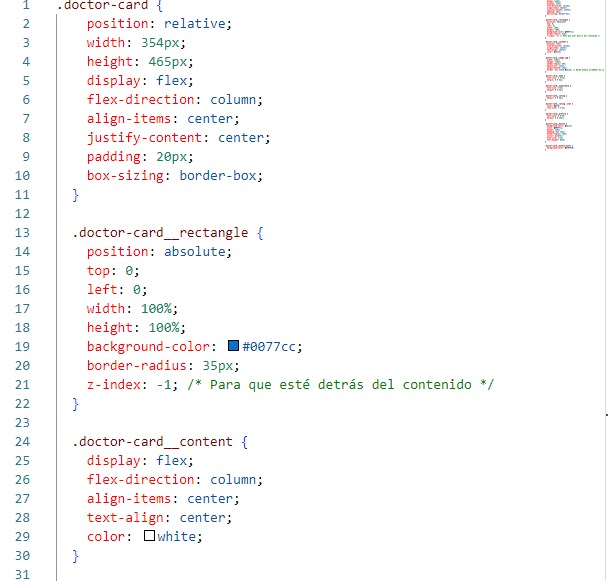 1 .doctor-card {
2 position: relative;
3 width: 354px;
4 height: 465px;
5 display: flex;
6 flex-direction: column;
7 align-items: center;
8 justify-content: center;
9 padding: 20px;
10 box-sizing: border-box;
11 }
12
13 .doctor-card__rectangle {
14 position: absolute;
15 top: 0;
16 left: 0;
17 width: 100%;
18 height: 100%;
19 background-color: #0077cc;
20 border-radius: 35px;
21 z-index: -1; /* Para que esté detrás del contenido */
22 }
23
24 .doctor-card__content {
25 display: flex;
26 flex-direction: column;
27 align-items: center;
28 text-align: center;
29 color: white;
30 }
31